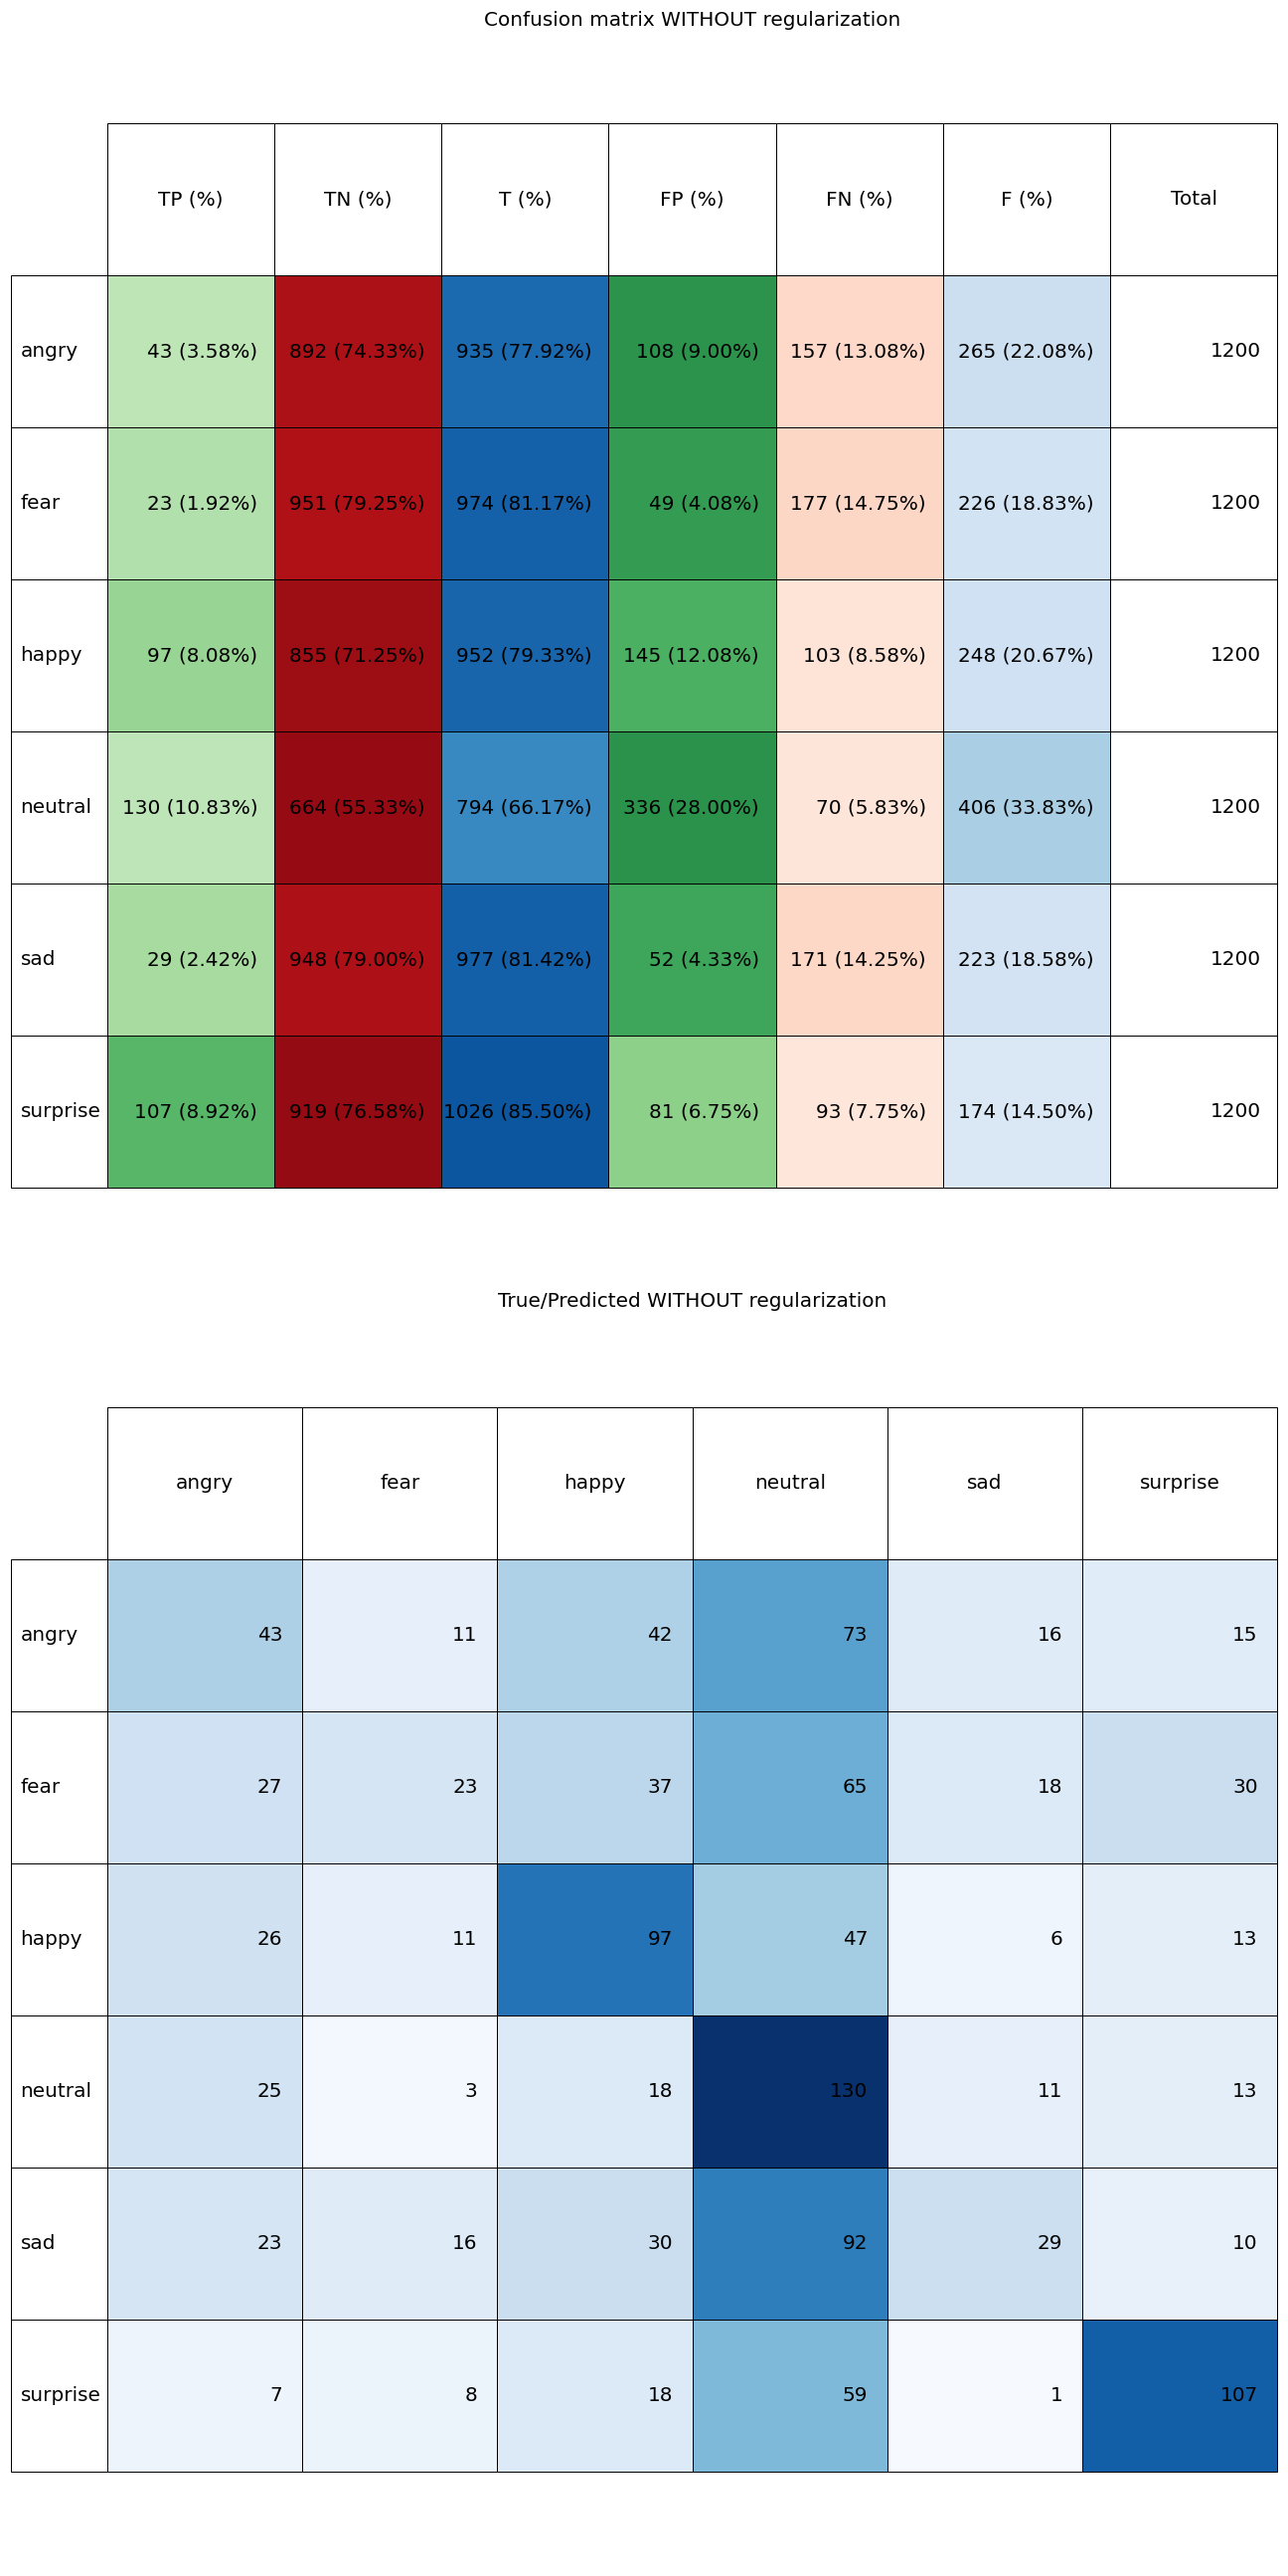 Confusion matrix WITHOUT regularization
TP (%) TN (%) T (%) FP (%) FN (%) F (%) Total
angry 43 (3.58%) 892 (74.33%) 935 (77.92%) 108 (9.00%) 157 (13.08%) 265 (22.08%) 1200
fear 23 (1.92%) 951 (79.25%) 974 (81.17%) 49 (4.08%) 177 (14.75%) 226 (18.83%) 1200
happy 97 (8.08%) 855 (71.25%) 952 (79.33%) 145 (12.08%) 103 (8.58%) 248 (20.67%) 1200
neutral 130 (10.83%) 664 (55.33%) 794 (66.17%) 336 (28.00%) 70 (5.83%) 406 (33.83%) 1200
sad 29 (2.42%) 948 (79.00%) 977 (81.42%) 52 (4.33%) 171 (14.25%) 223 (18.58%) 1200
surprise 107 (8.92%) 919 (76.58%) 1026 (85.50%) 81 (6.75%) 93 (7.75%) 174 (14.50%) 1200
True/Predicted WITHOUT regularization
angry fear happy neutral sad surprise
angry 43 11 42 73 16 15
fear 27 23 37 65 18 30
happy 26 11 97 47 6 13
neutral 25 3 18 130 11 13
sad 23 16 30 92 29 10
surprise 7 8 18 59 1 107